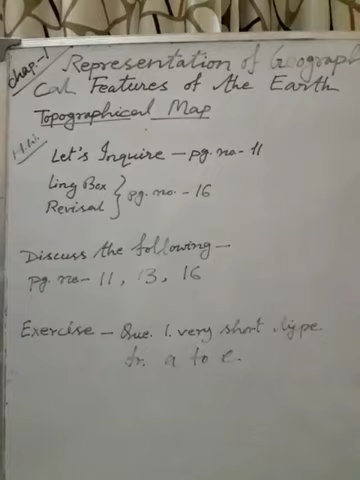 Chap-1 Representation of Geographi
Cal Features of the Earth
Topographical Map
H.W.
Let's Inquire - pg. no - 11
Ling Box
Revisal } pg. no. - 16
Discuss the following -
pg. no - 11, 13, 16
Exercise - Que. 1. very short type
fr. a to e.